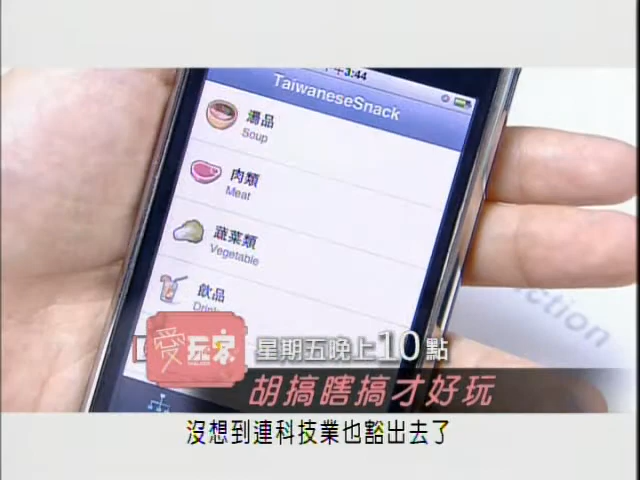 3:44
TaiwaneseSnack
湯品
Soup
肉類
Meat
蔬菜類
Vegetable
飲品
Drin
ction
愛玩家
星期五晚上10點
胡搞瞎搞才好玩
沒想到連科技業也豁出去了